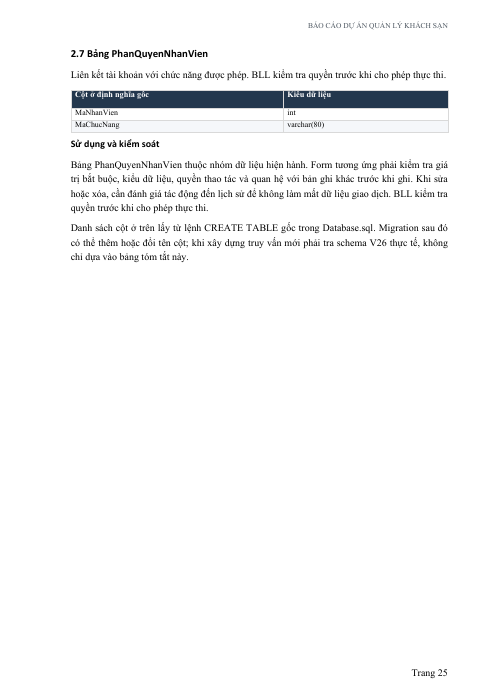 BÁO CÁO DỰ ÁN QUẢN LÝ KHÁCH SẠN
2.7 Bảng PhanQuyenNhanVien
Liên kết tài khoản với chức năng được phép. BLL kiểm tra quyền trước khi cho phép thực thi.
Cột ở định nghĩa gốc Kiểu dữ liệu
MaNhanVien int
MaChucNang varchar(80)
Sử dụng và kiểm soát
Bảng PhanQuyenNhanVien thuộc nhóm dữ liệu hiện hành. Form tương ứng phải kiểm tra giá
trị bắt buộc, kiểu dữ liệu, quyền thao tác và quan hệ với bản ghi khác trước khi ghi. Khi sửa
hoặc xóa, cần đánh giá tác động đến lịch sử để không làm mất dữ liệu giao dịch. BLL kiểm tra
quyền trước khi cho phép thực thi.
Danh sách cột ở trên lấy từ lệnh CREATE TABLE gốc trong Database.sql. Migration sau đó
có thể thêm hoặc đổi tên cột; khi xây dựng truy vấn mới phải tra schema V26 thực tế, không
chỉ dựa vào bảng tóm tắt này.
Trang 25